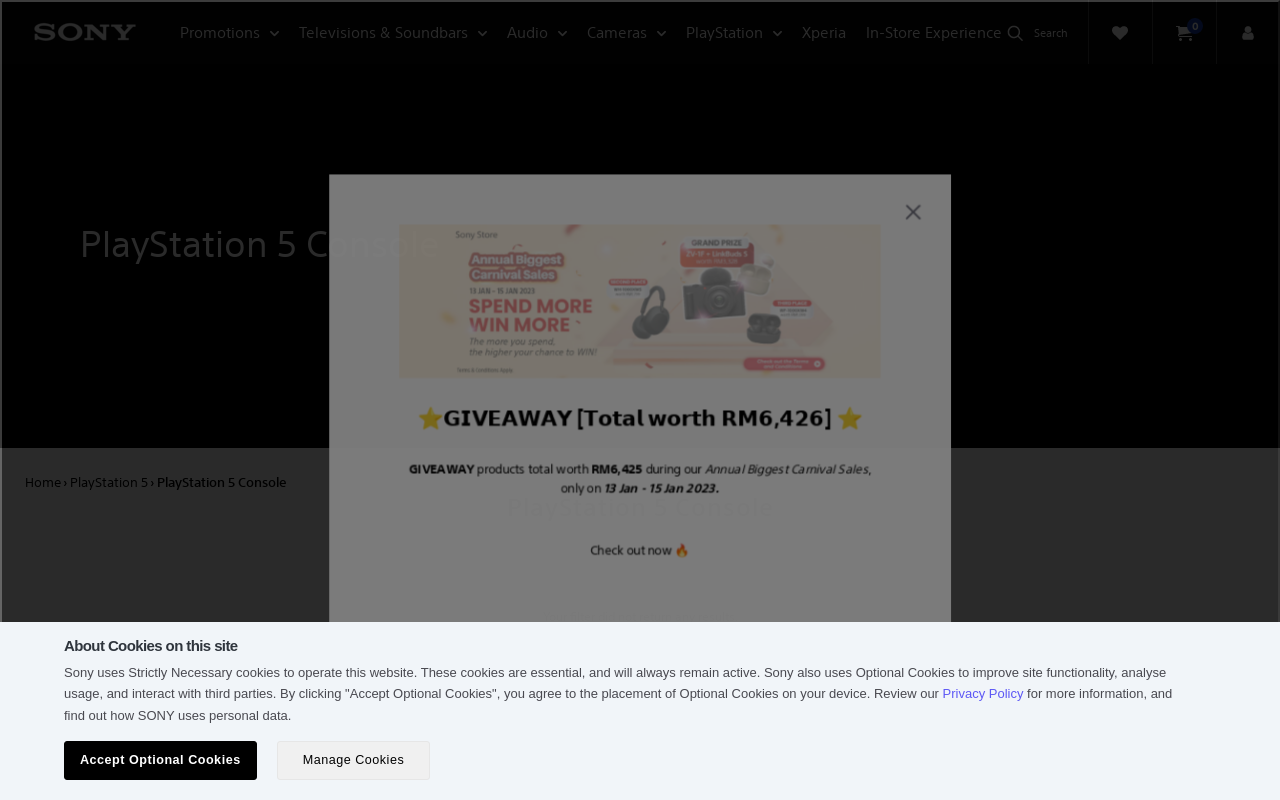 SONY
Promotions
Televisions & Soundbars
Audio
Cameras
PlayStation
Xperia
In-Store Experience
Search
0
PlayStation 5 Console
Sony Store
GRAND PRIZE
Annual Biggest
Carnival Sales
13 JAN – 15 JAN 2023
SPEND MORE
WIN MORE
The more you spend,
the higher your chance to WIN!
⭐GIVEAWAY [Total worth RM6,426] ⭐
Home › PlayStation 5 › PlayStation 5 Console
GIVEAWAY products total worth RM6,425 during our Annual Biggest Carnival Sales,
only on 13 Jan - 15 Jan 2023.
PlayStation 5 Console
Check out now 🔥
About Cookies on this site
Sony uses Strictly Necessary cookies to operate this website. These cookies are essential, and will always remain active. Sony also uses Optional Cookies to improve site functionality, analyse
usage, and interact with third parties. By clicking "Accept Optional Cookies", you agree to the placement of Optional Cookies on your device. Review our Privacy Policy for more information, and
find out how SONY uses personal data.
Accept Optional Cookies
Manage Cookies